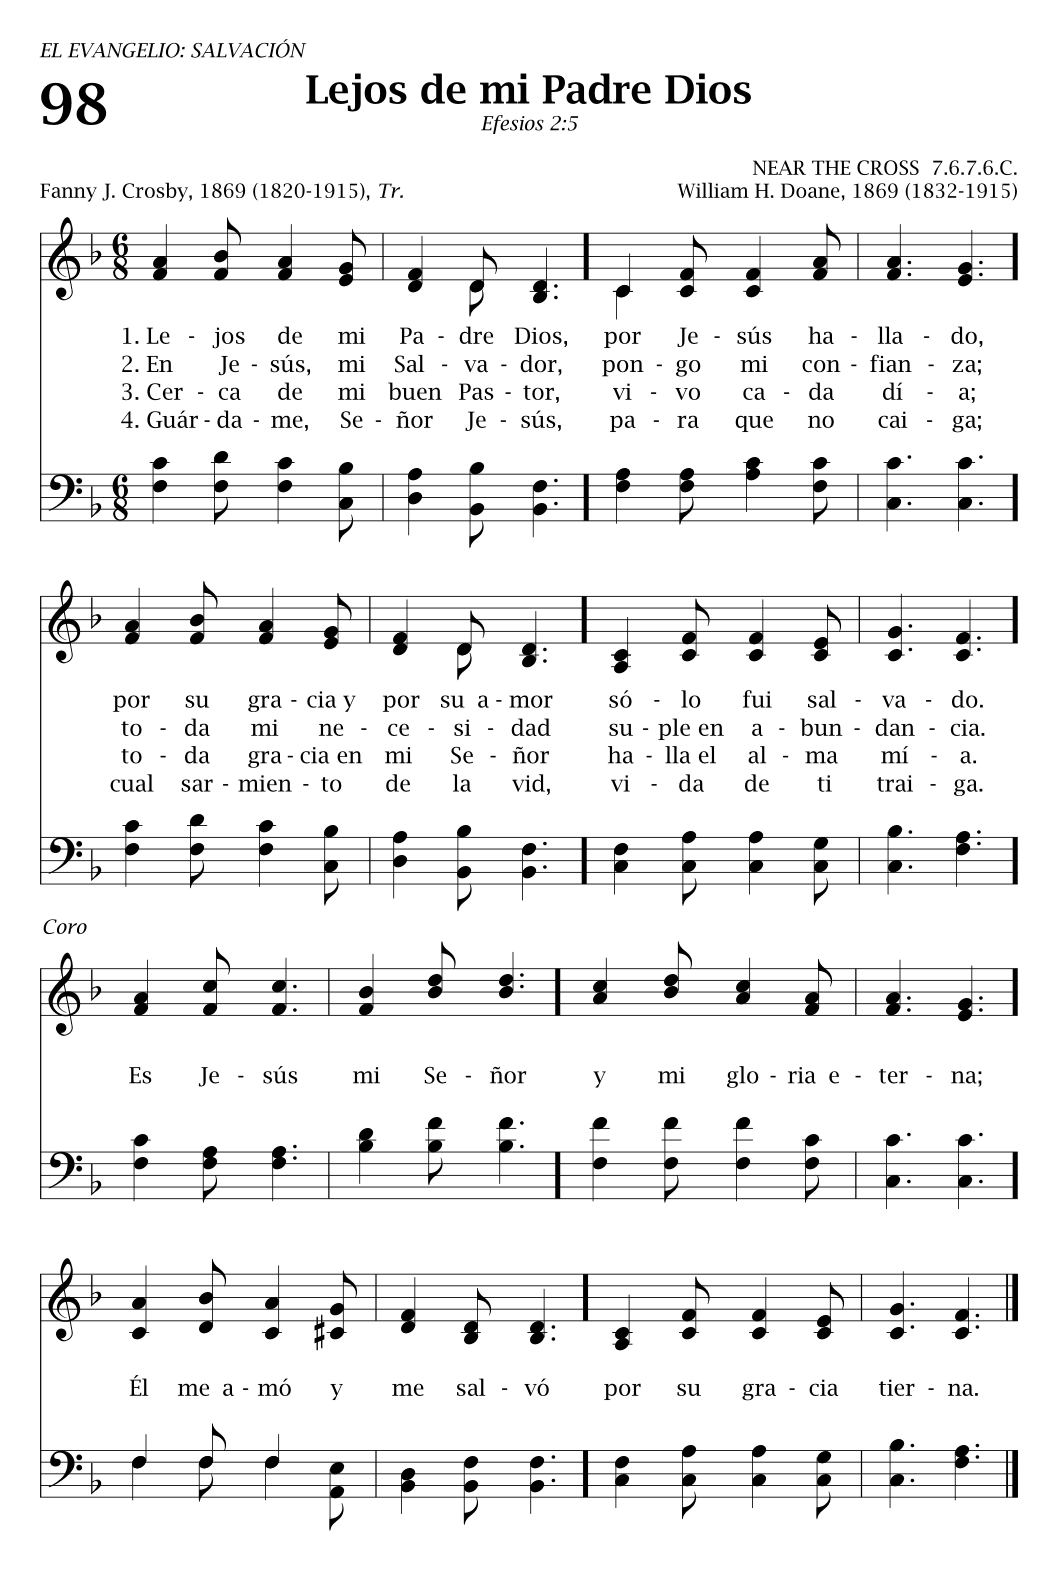 EL EVANGELIO: SALVACIÓN
98
Lejos de mi Padre Dios
Efesios 2:5
NEAR THE CROSS 7.6.7.6.C.
Fanny J. Crosby, 1869 (1820-1915), Tr.
William H. Doane, 1869 (1832-1915)
6 8
1. Le - jos de mi Pa - dre Dios, por Je - sús ha - lla - do,
2. En Je - sús, mi Sal - va - dor, pon - go mi con - fian - za;
3. Cer - ca de mi buen Pas - tor, vi - vo ca - da dí - a;
4. Guár - da - me, Se - ñor Je - sús, pa - ra que no cai - ga;
6 8
por su gra - cia y por su a - mor só - lo fui sal - va - do.
to - da mi ne - ce - si - dad su - ple en a - bun - dan - cia.
to - da gra - cia en mi Se - ñor ha - lla el al - ma mí - a.
cual sar - mien - to de la vid, vi - da de ti trai - ga.
Coro
Es Je - sús mi Se - ñor y mi glo - ria e - ter - na;
Él me a - mó y me sal - vó por su gra - cia tier - na.